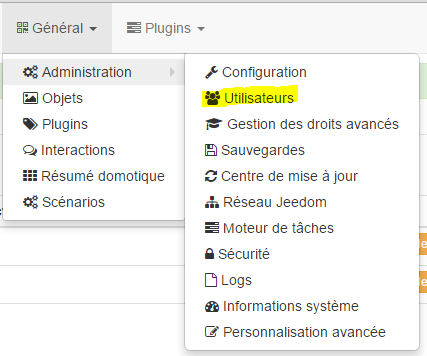 Général Plugins
Administration
Objets
Plugins
Interactions
Résumé domotique
Scénarios
Configuration
Utilisateurs
Gestion des droits avancés
Sauvegardes
Centre de mise à jour
Réseau Jeedom
Moteur de tâches
Sécurité
Logs
Informations système
Personnalisation avancée